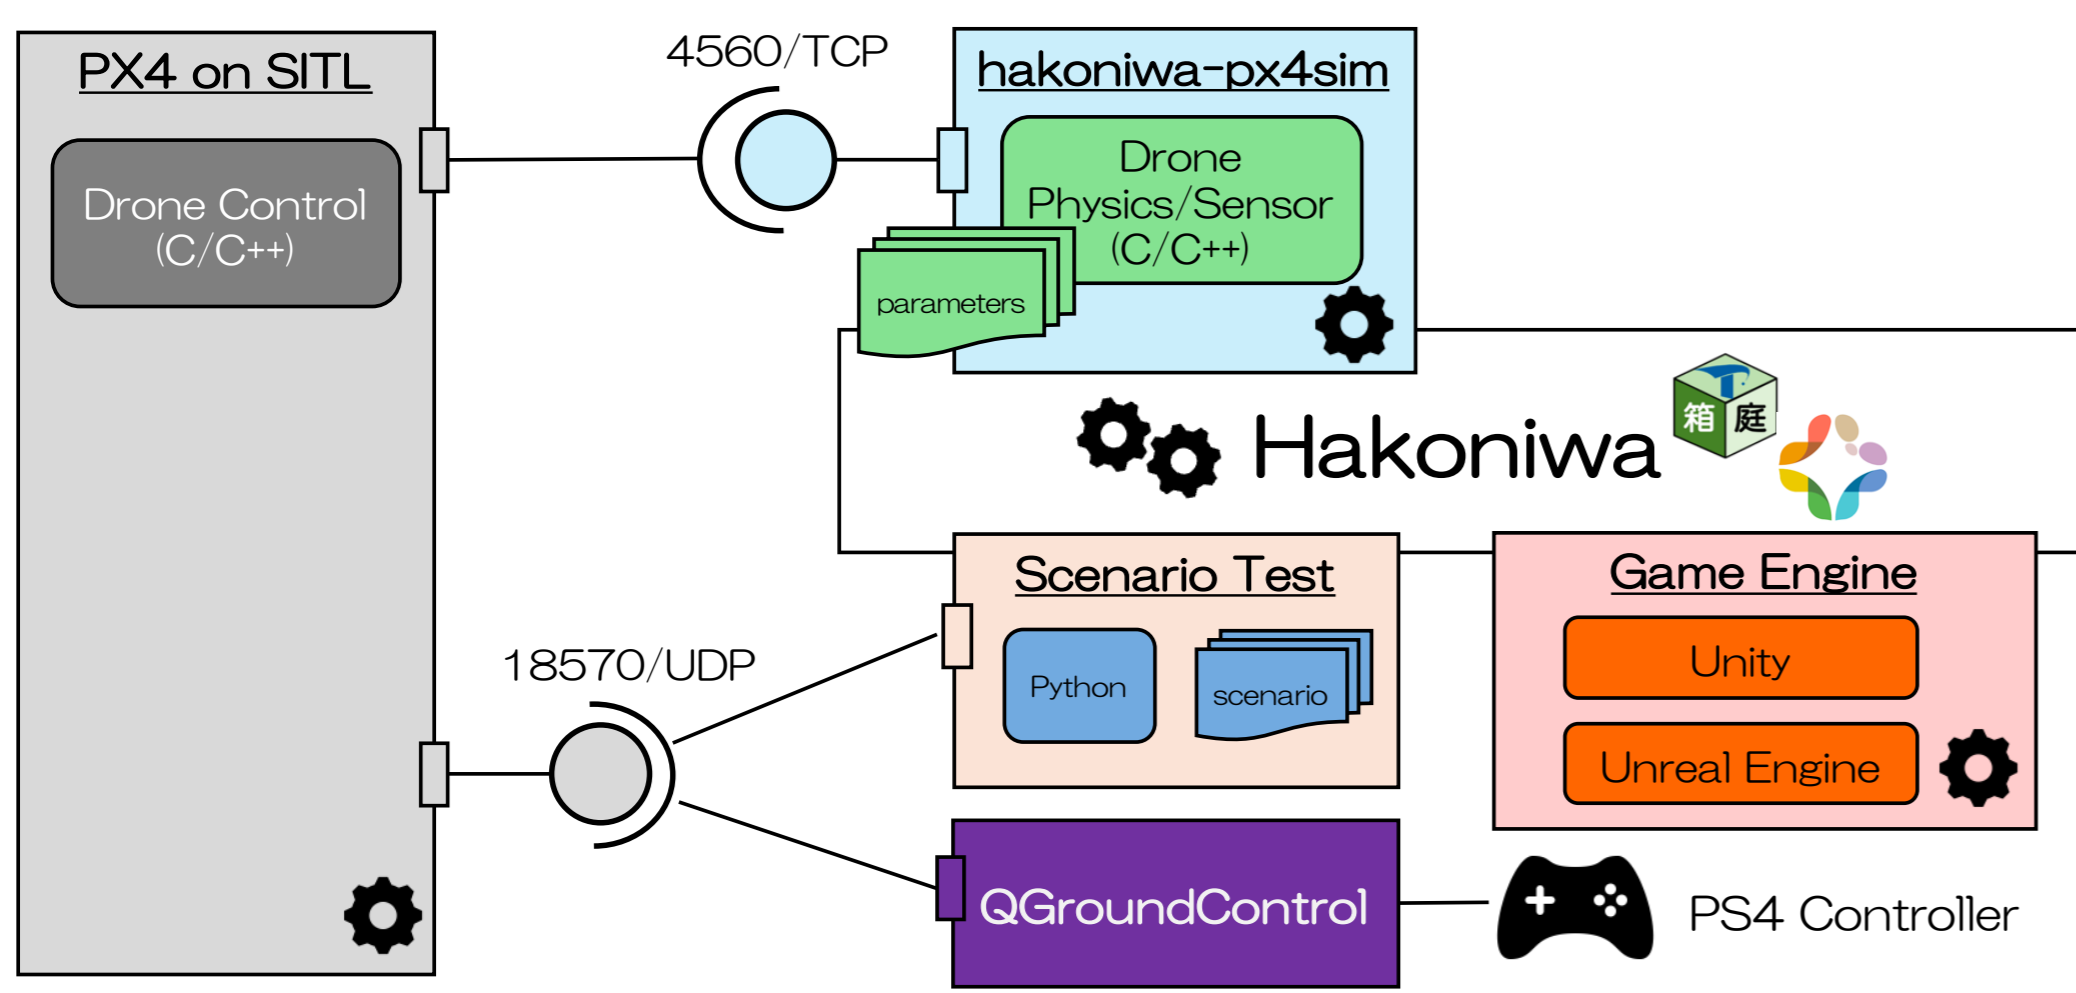 PX4 on SITL
Drone Control
(C/C++)
4560/TCP
hakoniwa-px4sim
Drone
Physics/Sensor
(C/C++)
parameters
Hakoniwa
箱
庭
18570/UDP
Scenario Test
Python
scenario
Game Engine
Unity
Unreal Engine
QGroundControl
PS4 Controller